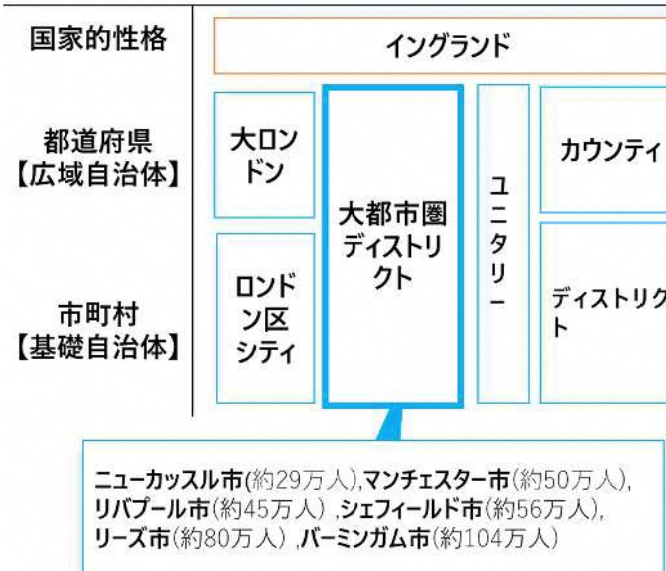 国家的性格
イングランド
都道府県
【広域自治体】
大ロン
ドン
大都市圏
ディストリ
クト
ユニタリー
カウンティ
市町村
【基礎自治体】
ロンド
ン区
シティ
ディストリク
ト
ニューカッスル市(約29万人),マンチェスター市(約50万人),
リバプール市(約45万人) ,シェフィールド市(約56万人),
リーズ市(約80万人) ,バーミンガム市(約104万人)